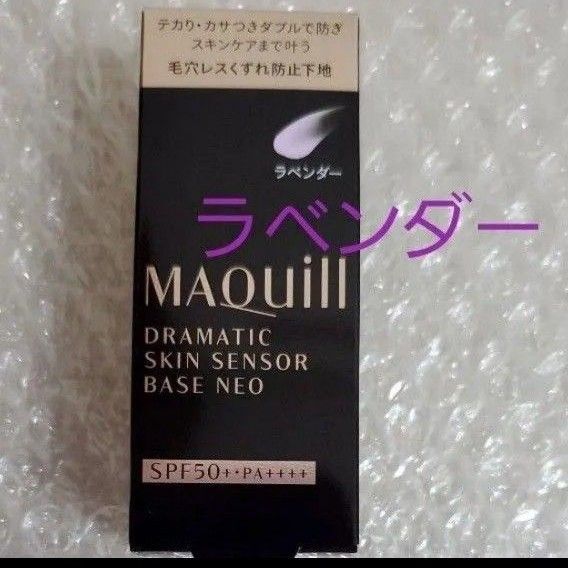 テカり・カサつきダブルで防ぎ
スキンケアまで叶う
毛穴レスくずれ防止下地
ラベンダー
ラベンダー
MAQuill
DRAMATIC
SKIN SENSOR
BASE NEO
SPF50+・PA++++